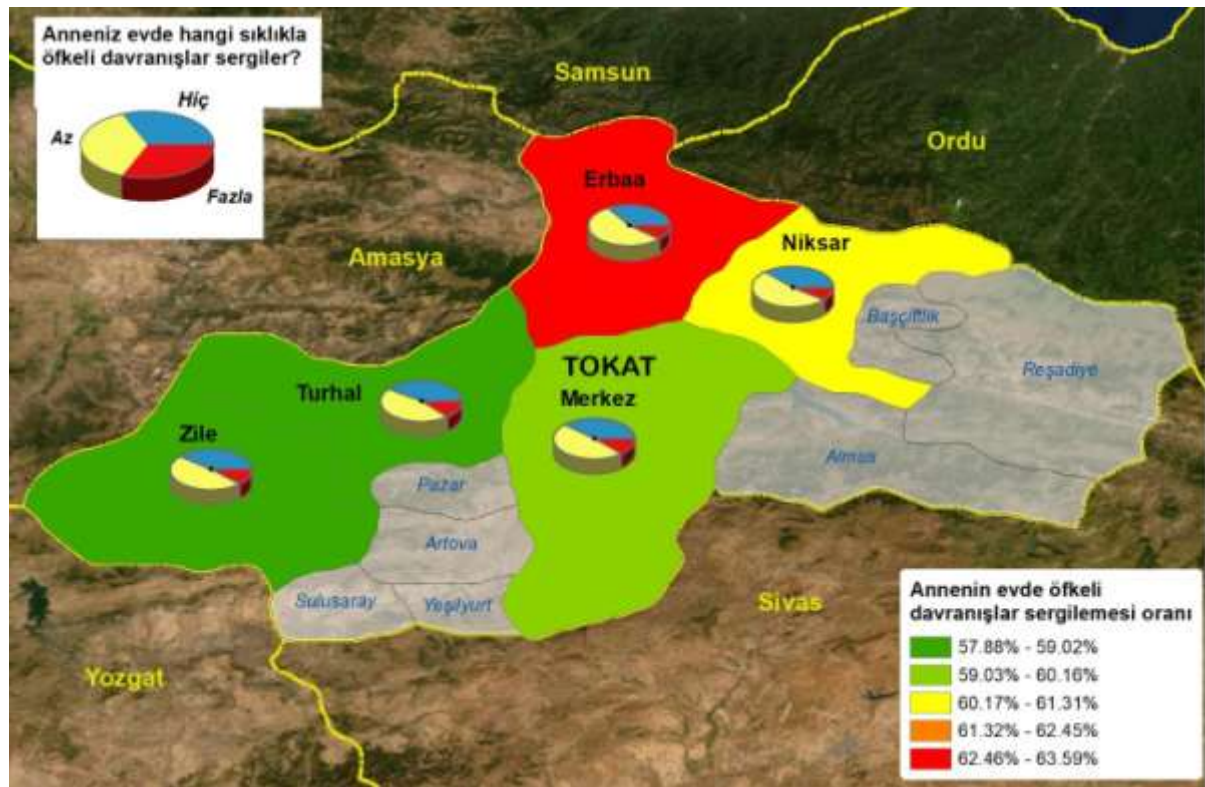 Anneniz evde hangi sıklıkla
öfkeli davranışlar sergiler?
Hiç
Az
Fazla
Samsun
Ordu
Erbaa
Niksar
Amasya
Başçiftlik
Reşadiye
TOKAT
Merkez
Turhal
Zile
Almus
Pazar
Artova
Sulusaray
Yeşilyurt
Sivas
Yozgat
Annenin evde öfkeli
davranışlar sergilemesi oranı
57.88% - 59.02%
59.03% - 60.16%
60.17% - 61.31%
61.32% - 62.45%
62.46% - 63.59%